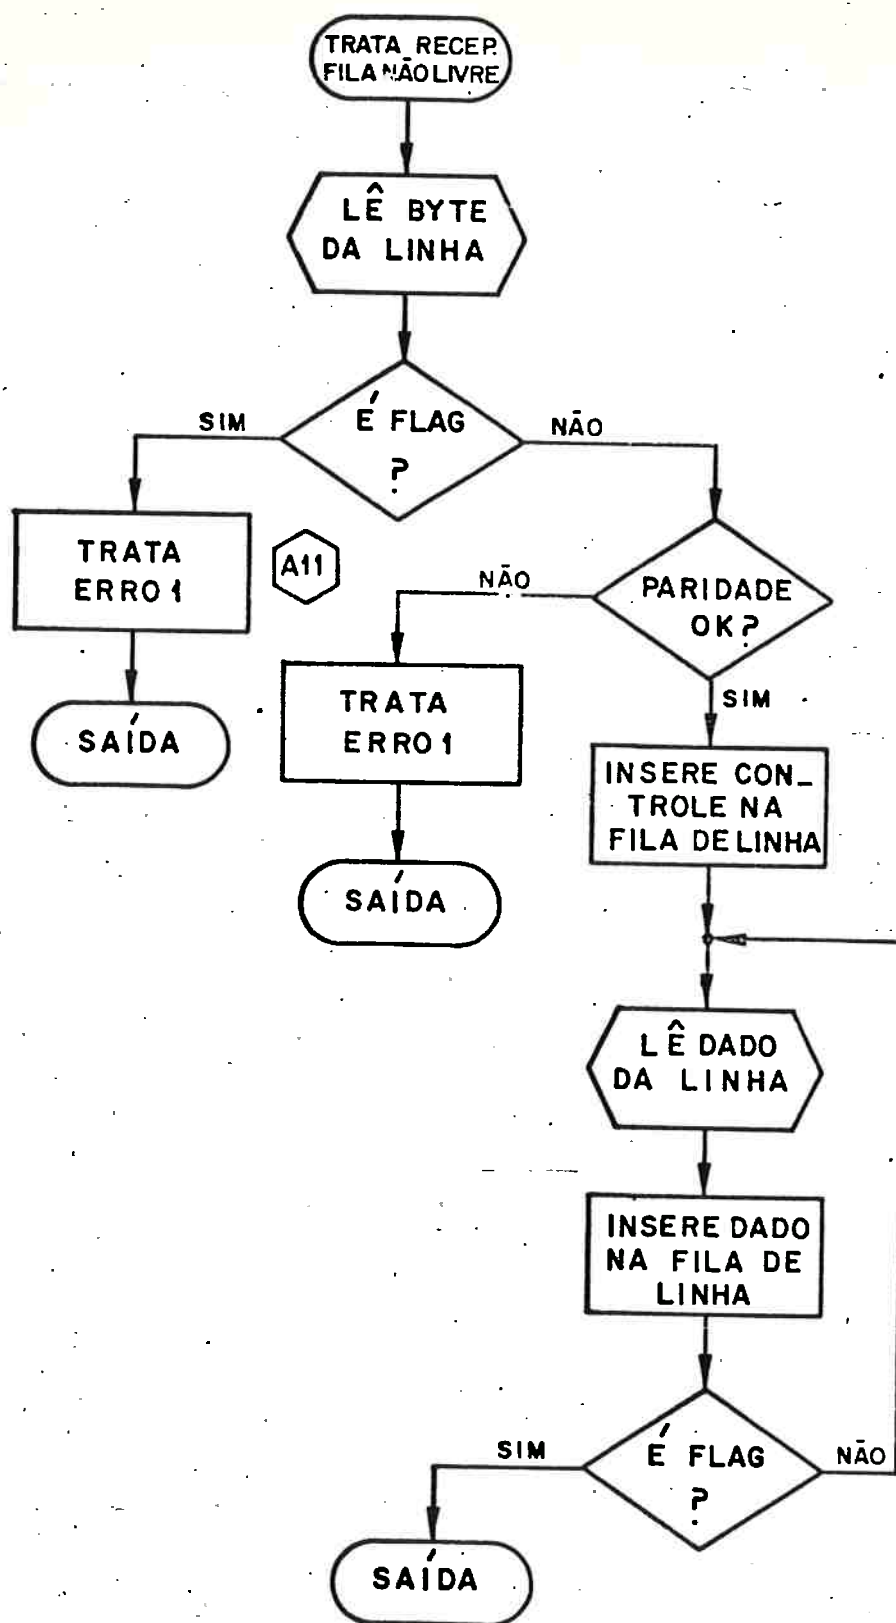 TRATA RECEP.
FILA NÃO LIVRE
LÊ BYTE
DA LINHA
É FLAG
?
SIM
NÃO
TRATA
ERRO 1
A11
SAÍDA
PARIDADE
OK?
NÃO
SIM
TRATA
ERRO 1
SAÍDA
INSERE CON_
TROLE NA
FILA DE LINHA
LÊ DADO
DA LINHA
INSERE DADO
NA FILA DE
LINHA
É FLAG
?
SIM
NÃO
SAÍDA